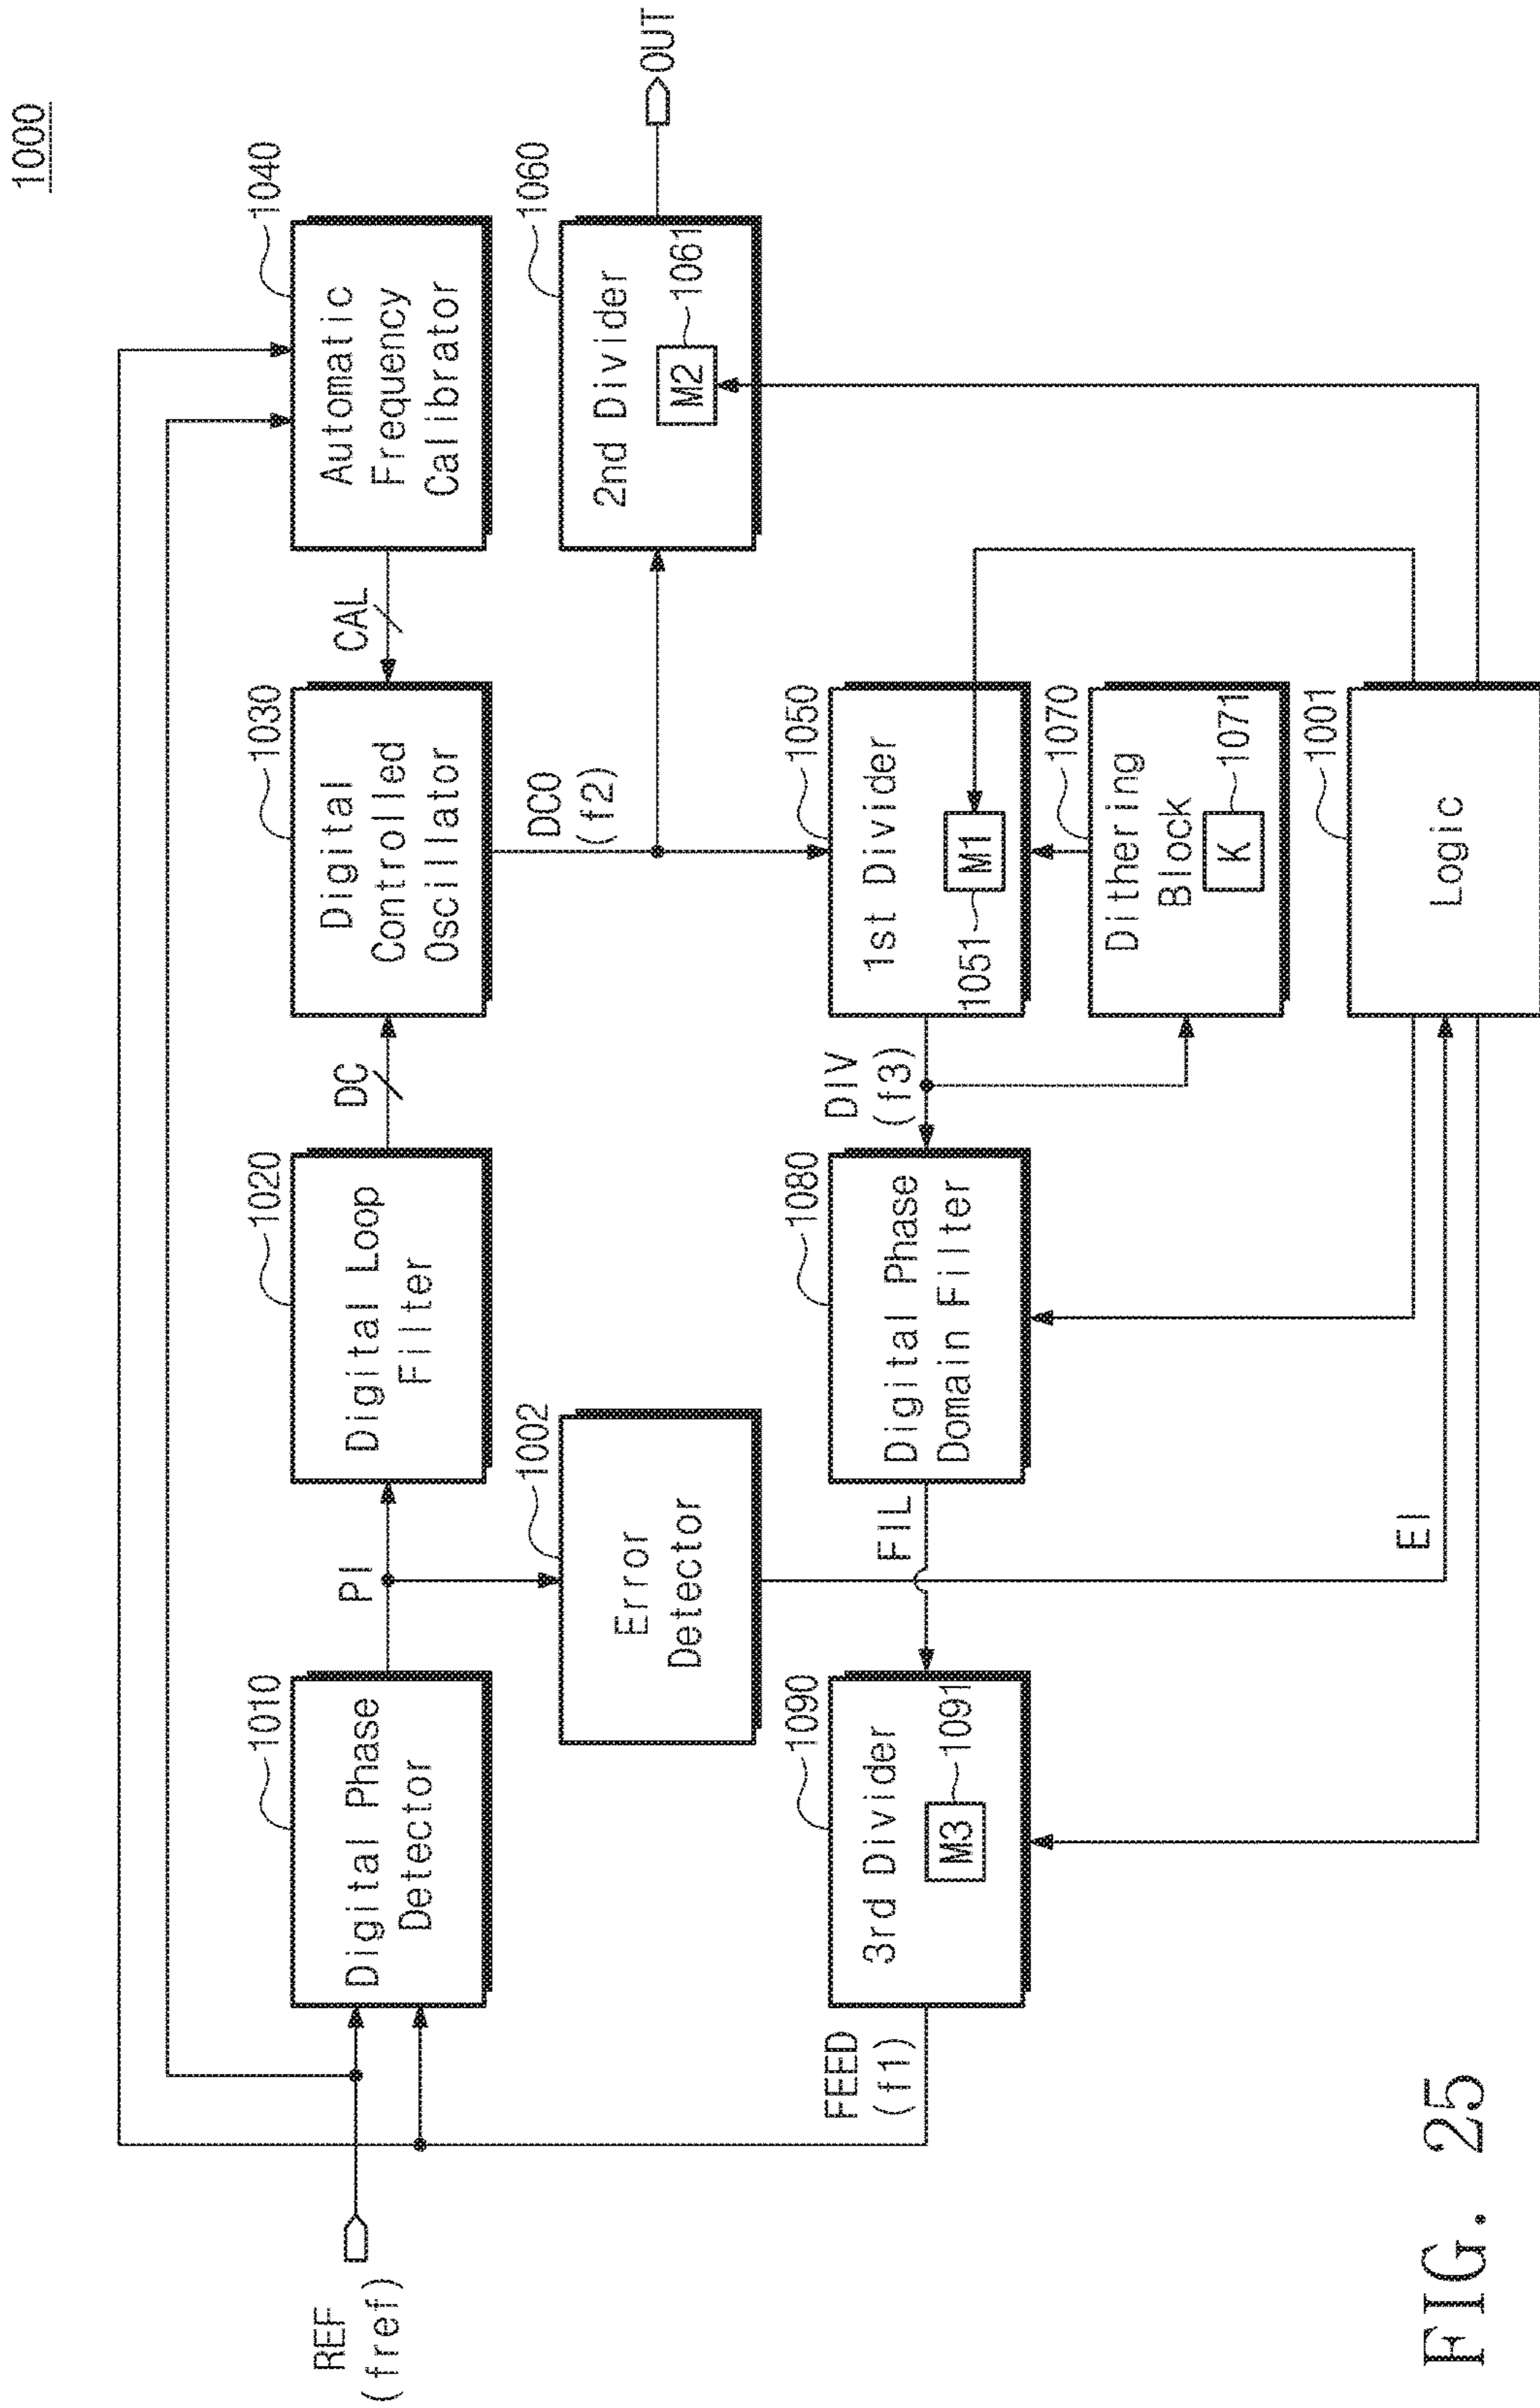 1000
REF
(fref)
1010
Digital Phase
Detector
PI
1020
Digital Loop
Filter
DC
1030
Digital
Controlled
Oscillator
CAL
1040
Automatic
Frequency
Calibrator
1002
Error
Detector
DCO
(f2)
1060
2nd Divider
M2
1061
OUT
FEED
(f1)
1090
3rd Divider
M3
1091
FIL
1080
Digital Phase
Domain Filter
DIV
(f3)
1050
1st Divider
1051
M1
1070
Dithering
Block
K
1071
EI
1001
Logic
FIG. 25